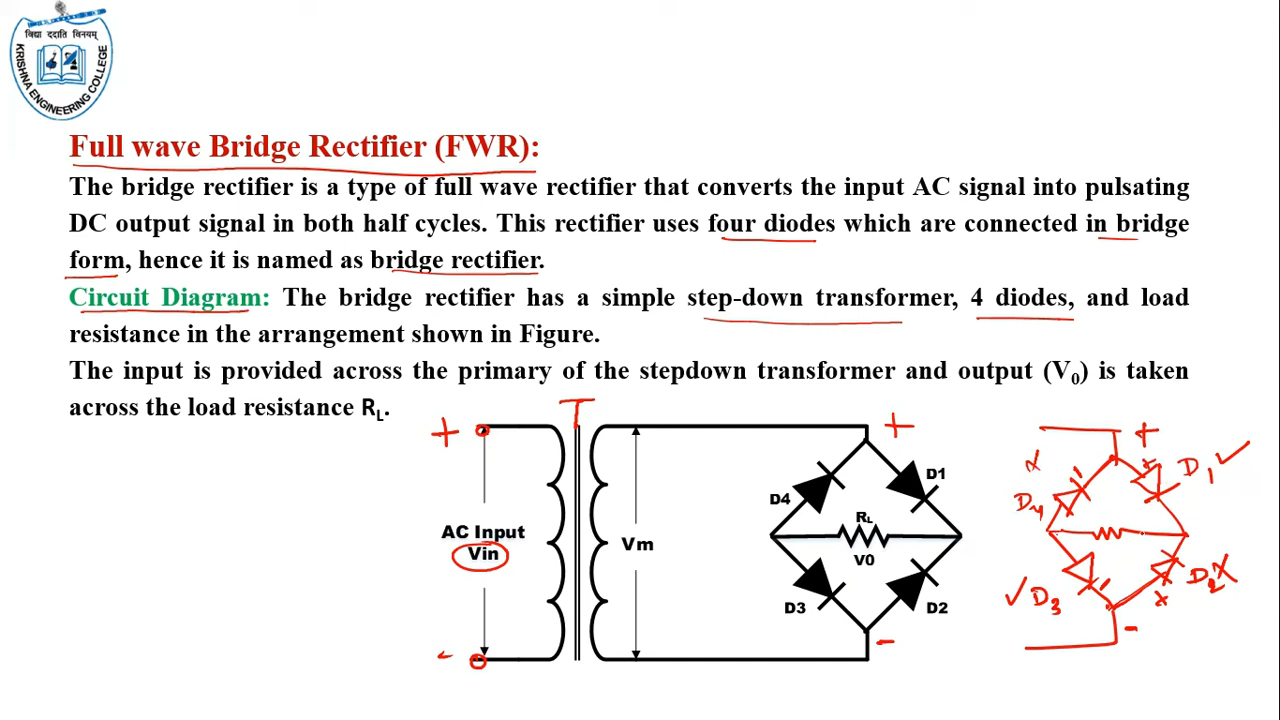 विद्या ददाति विनयम्
KRISHNA ENGINEERING COLLEGE
Full wave Bridge Rectifier (FWR):
The bridge rectifier is a type of full wave rectifier that converts the input AC signal into pulsating
DC output signal in both half cycles. This rectifier uses four diodes which are connected in bridge
form, hence it is named as bridge rectifier.
Circuit Diagram: The bridge rectifier has a simple step-down transformer, 4 diodes, and load
resistance in the arrangement shown in Figure.
The input is provided across the primary of the stepdown transformer and output (V₀) is taken
across the load resistance R_L.
T
+ + +
D1 D₁ ✓
D4 D₄ x
R_L
AC Input
Vin
Vm
V0
D3 D2
✓ D₃ D₂ x
- - -